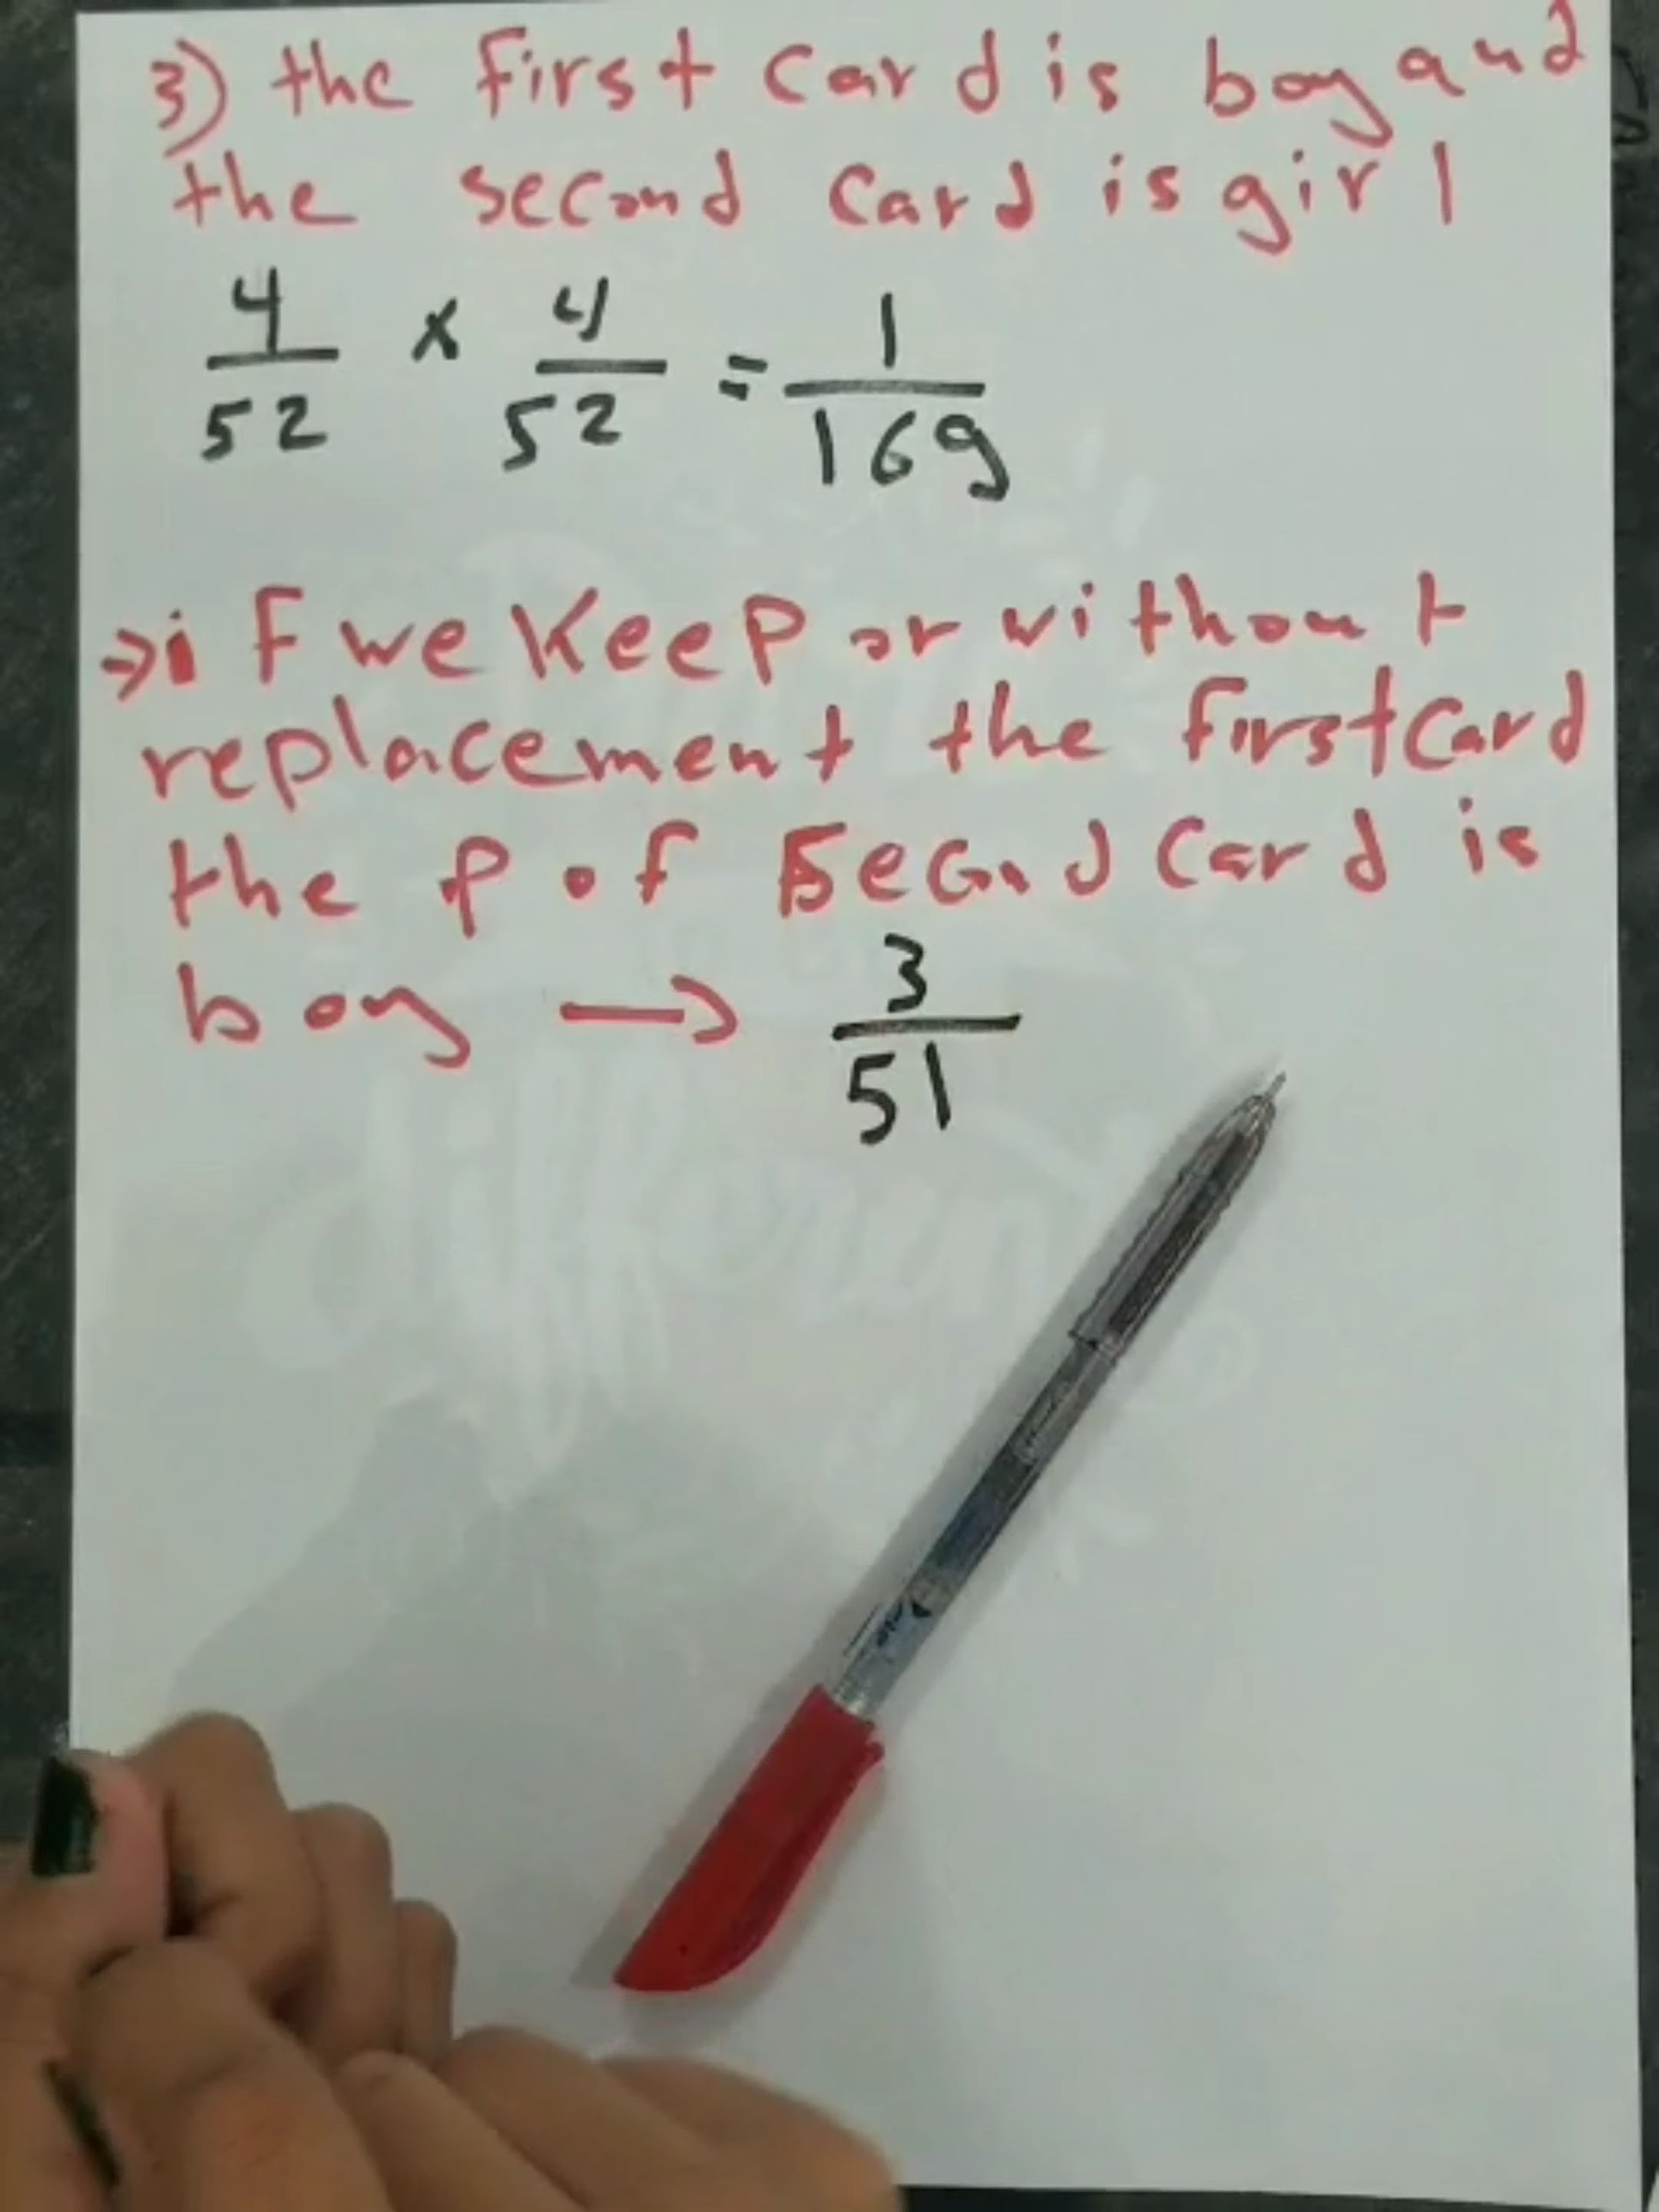 3) the first card is boy and
the second card is girl
4/52 × 4/52 = 1/169
→ if we keep or without
replacement the first card
the p of second card is
boy → 3/51